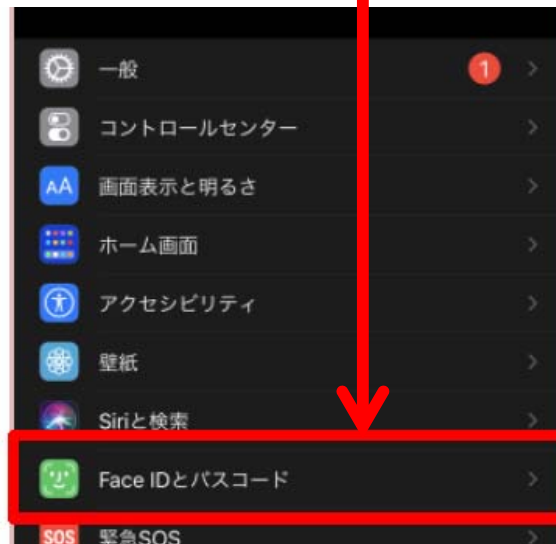 一般
1
コントロールセンター
AA
画面表示と明るさ
ホーム画面
アクセシビリティ
壁紙
Siriと検索
Face IDとパスコード
SOS
緊急SOS